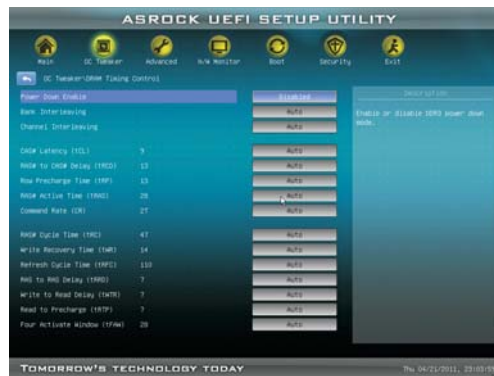 ASROCK UEFI SETUP UTILITY
Main OC Tweaker Advanced H/W Monitor Boot Security Exit
OC Tweaker\DRAM Timing Control
Power Down Enable Disabled
Bank Interleaving Auto
Channel Interleaving Auto
CAS# Latency (tCL) 9 Auto
RAS# to CAS# Delay (tRCD) 13 Auto
Row Precharge Time (tRP) 13 Auto
RAS# Active Time (tRAS) 28 Auto
Command Rate (CR) 2T Auto
RAS# Cycle Time (tRC) 47 Auto
Write Recovery Time (tWR) 14 Auto
Refresh Cycle Time (tRFC) 110 Auto
RAS to RAS Delay (tRRD) 7 Auto
Write to Read Delay (tWTR) 7 Auto
Read to Precharge (tRTP) 7 Auto
Four Activate Window (tFAW) 28 Auto
Description
Enable or disable DDR3 power down
mode.
TOMORROW'S TECHNOLOGY TODAY
Thu 04/21/2011,